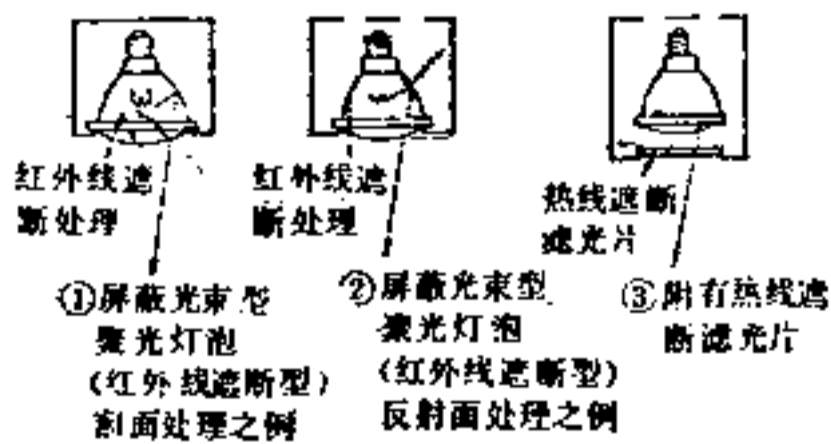 红外线遮
断处理
红外线遮
断处理
热线遮断
滤光片
①屏蔽光束型
聚光灯泡
(红外线遮断型)
割面处理之例
②屏蔽光束型
聚光灯泡
(红外线遮断型)
反射面处理之例
③附有热线遮
断滤光片